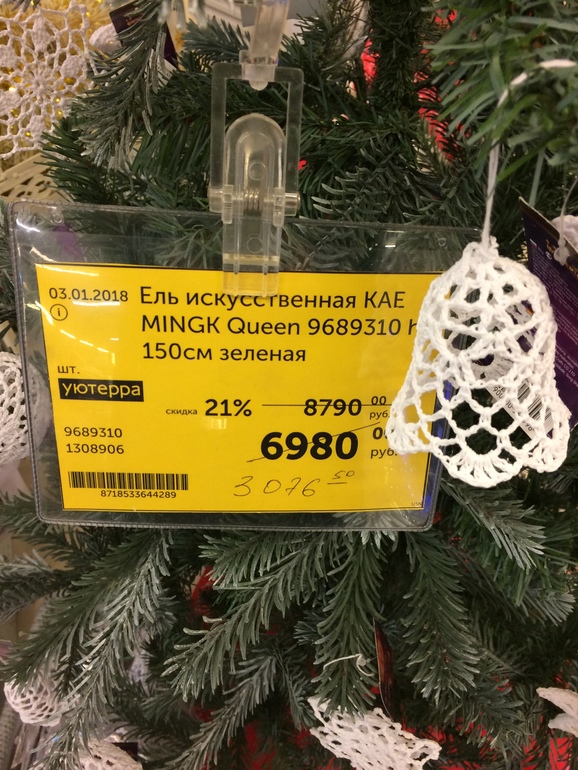 03.01.2018
Ель искусственная KAE
MINGK Queen 9689310 h
150см зеленая
шт.
уютерра
скидка 21% 8790 00 руб.
9689310
1308906
6980 00 руб.
3076 50
8718533644289